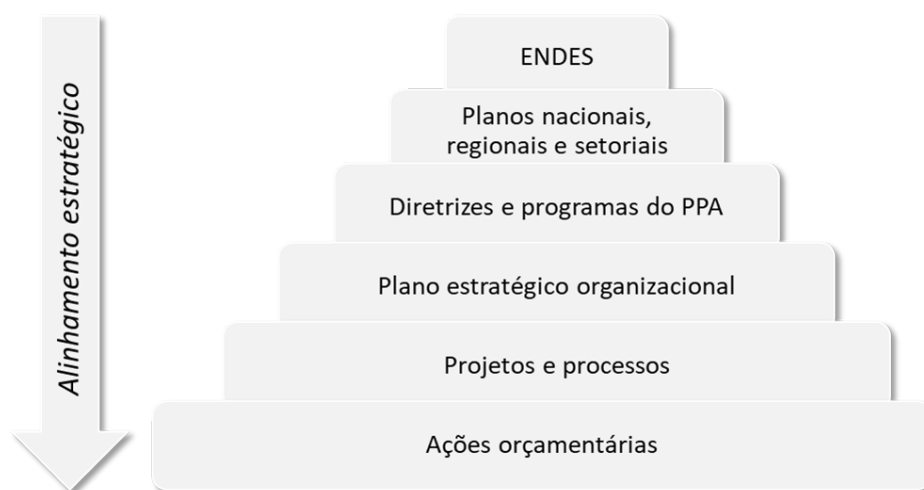 Alinhamento estratégico
ENDES
Planos nacionais,
regionais e setoriais
Diretrizes e programas do PPA
Plano estratégico organizacional
Projetos e processos
Ações orçamentárias